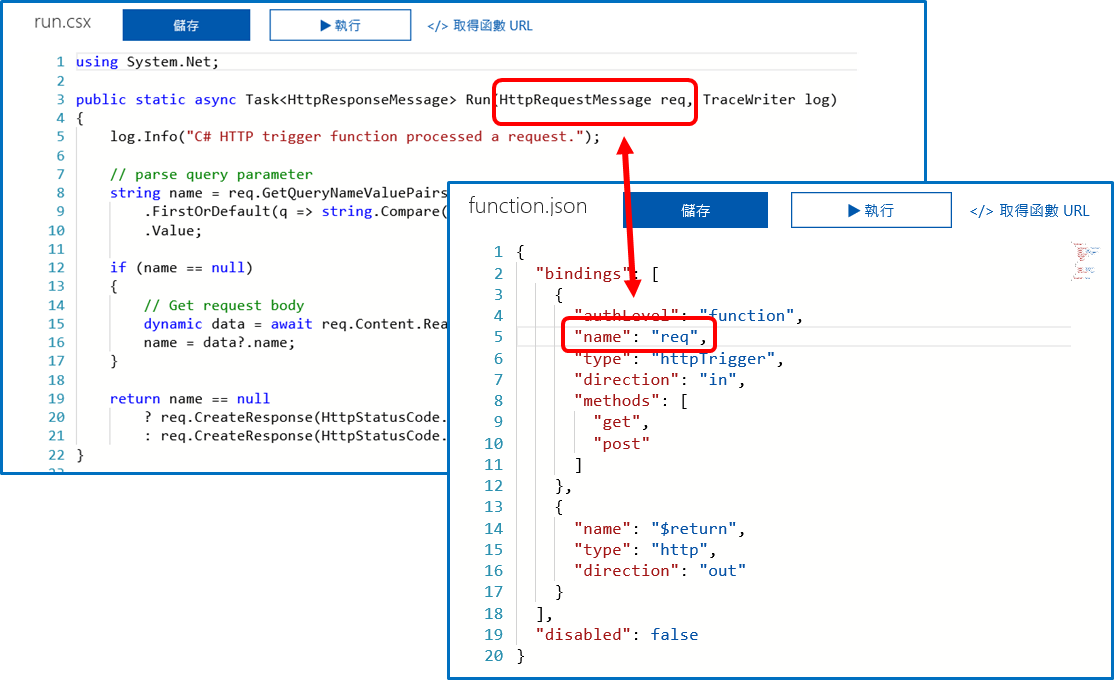 run.csx 儲存 ▶ 執行 </> 取得函數 URL
1 using System.Net;
2
3 public static async Task<HttpResponseMessage> Run(HttpRequestMessage req, TraceWriter log)
4 {
5 log.Info("C# HTTP trigger function processed a request.");
6
7 // parse query parameter
8 string name = req.GetQueryNameValuePairs
9 .FirstOrDefault(q => string.Compare(
10 .Value;
11
12 if (name == null)
13 {
14 // Get request body
15 dynamic data = await req.Content.Rea
16 name = data?.name;
17 }
18
19 return name == null
20 ? req.CreateResponse(HttpStatusCode.
21 : req.CreateResponse(HttpStatusCode.
22 }
function.json 儲存 ▶ 執行 </> 取得函數 URL
1 {
2 "bindings": [
3 {
4 "authLevel": "function",
5 "name": "req",
6 "type": "httpTrigger",
7 "direction": "in",
8 "methods": [
9 "get",
10 "post"
11 ]
12 },
13 {
14 "name": "$return",
15 "type": "http",
16 "direction": "out"
17 }
18 ],
19 "disabled": false
20 }